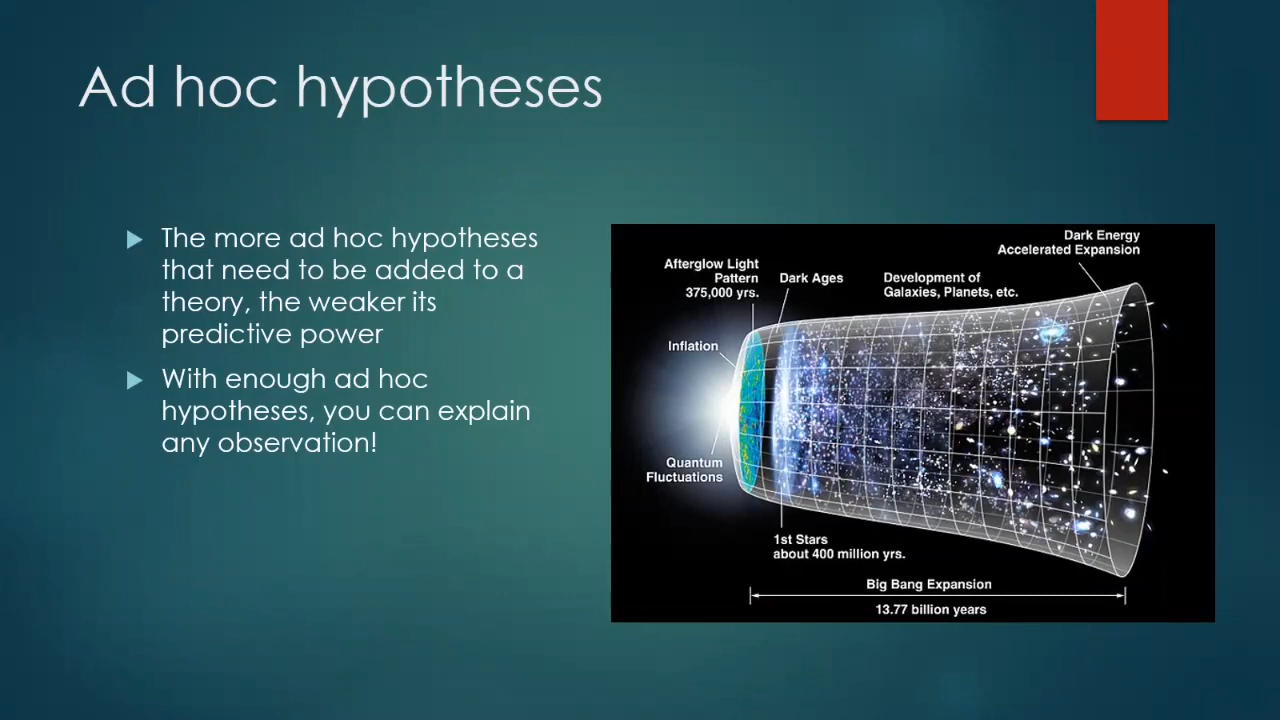 Ad hoc hypotheses
The more ad hoc hypotheses
that need to be added to a
theory, the weaker its
predictive power
With enough ad hoc
hypotheses, you can explain
any observation!
Dark Energy
Accelerated Expansion
Afterglow Light
Pattern
375,000 yrs.
Dark Ages
Development of
Galaxies, Planets, etc.
Inflation
Quantum
Fluctuations
1st Stars
about 400 million yrs.
Big Bang Expansion
13.77 billion years